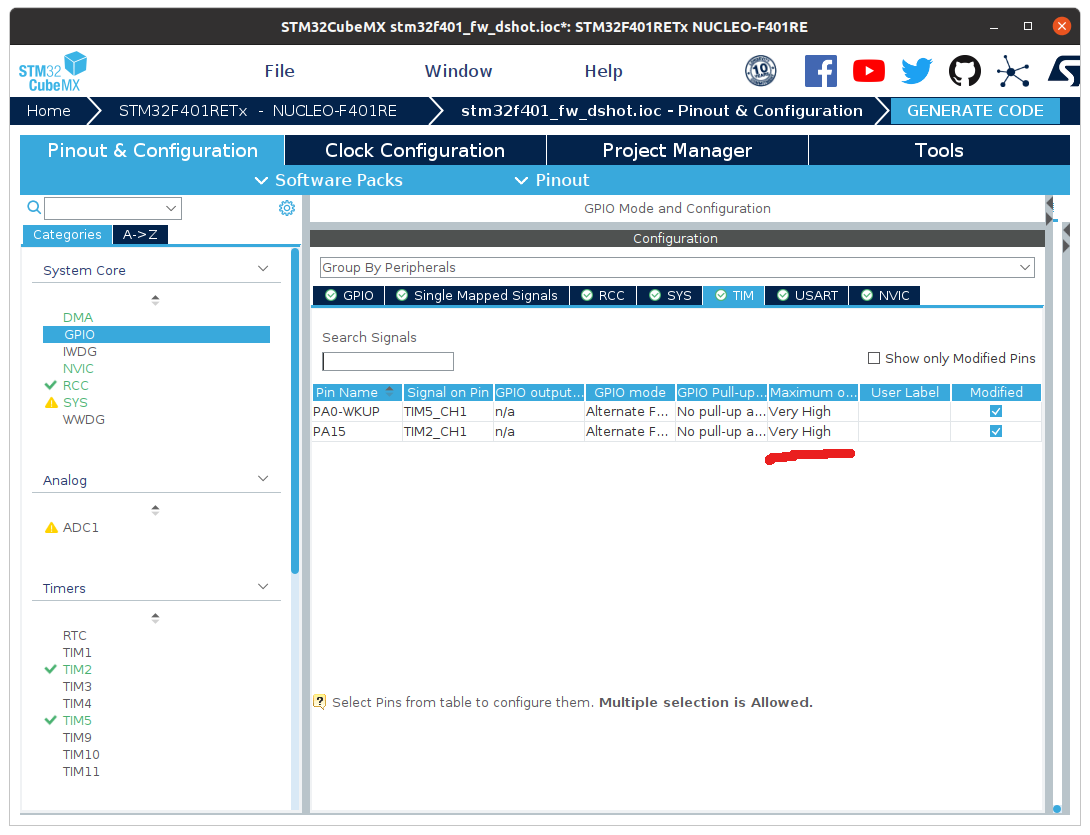 STM32CubeMX stm32f401_fw_dshot.ioc*: STM32F401RETx NUCLEO-F401RE
STM32
CubeMX
File Window Help
10
YEARS
Home STM32F401RETx - NUCLEO-F401RE stm32f401_fw_dshot.ioc - Pinout & Configuration GENERATE CODE
Pinout & Configuration Clock Configuration Project Manager Tools
Software Packs Pinout
GPIO Mode and Configuration
Categories A->Z
Configuration
System Core
Group By Peripherals
GPIO Single Mapped Signals RCC SYS TIM USART NVIC
DMA
GPIO
IWDG
NVIC
RCC
SYS
WWDG
Search Signals
Show only Modified Pins
Pin Name Signal on Pin GPIO output... GPIO mode GPIO Pull-up... Maximum o... User Label Modified
PA0-WKUP TIM5_CH1 n/a Alternate F... No pull-up a... Very High
PA15 TIM2_CH1 n/a Alternate F... No pull-up a... Very High
Analog
ADC1
Timers
RTC
TIM1
TIM2
TIM3
TIM4
TIM5
TIM9
TIM10
TIM11
? Select Pins from table to configure them. Multiple selection is Allowed.